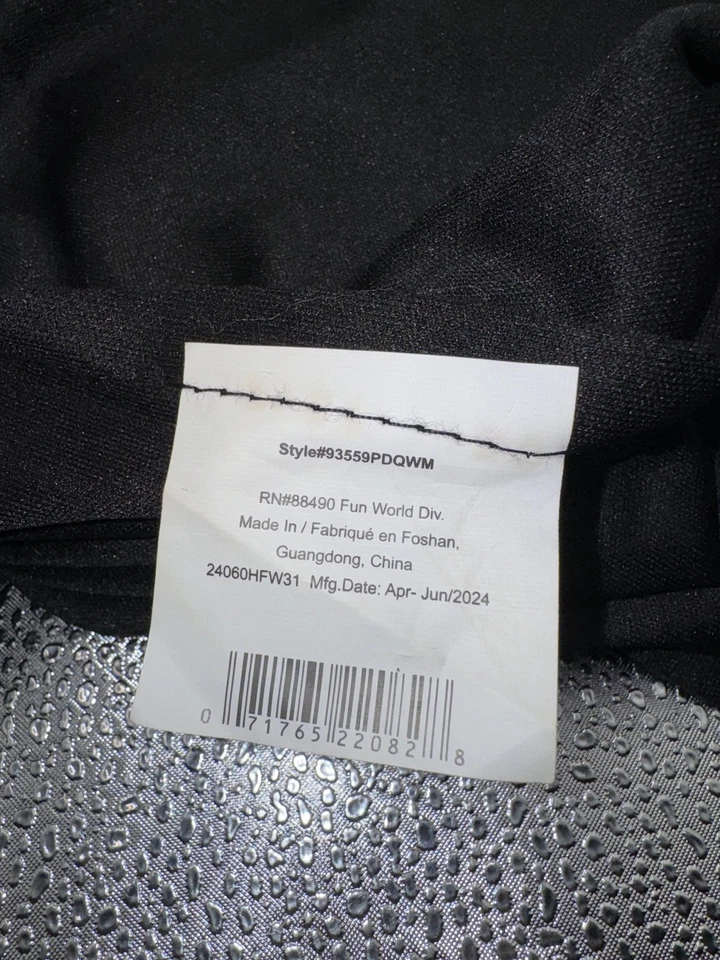 Style#93559PDQWM
RN#88490 Fun World Div.
Made In / Fabriqué en Foshan,
Guangdong, China
24060HFW31 Mfg.Date: Apr- Jun/2024
0 71765 22082 8